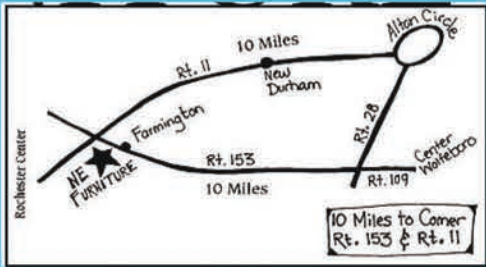 Alton Circle
10 Miles
Rt. 11
New
Durham
Rt. 28
Farmington
Rochester Center
NE
FURNITURE
Rt. 153
10 Miles
Center
Wolfeboro
Rt. 109
10 Miles to Corner
Rt. 153 & Rt. 11